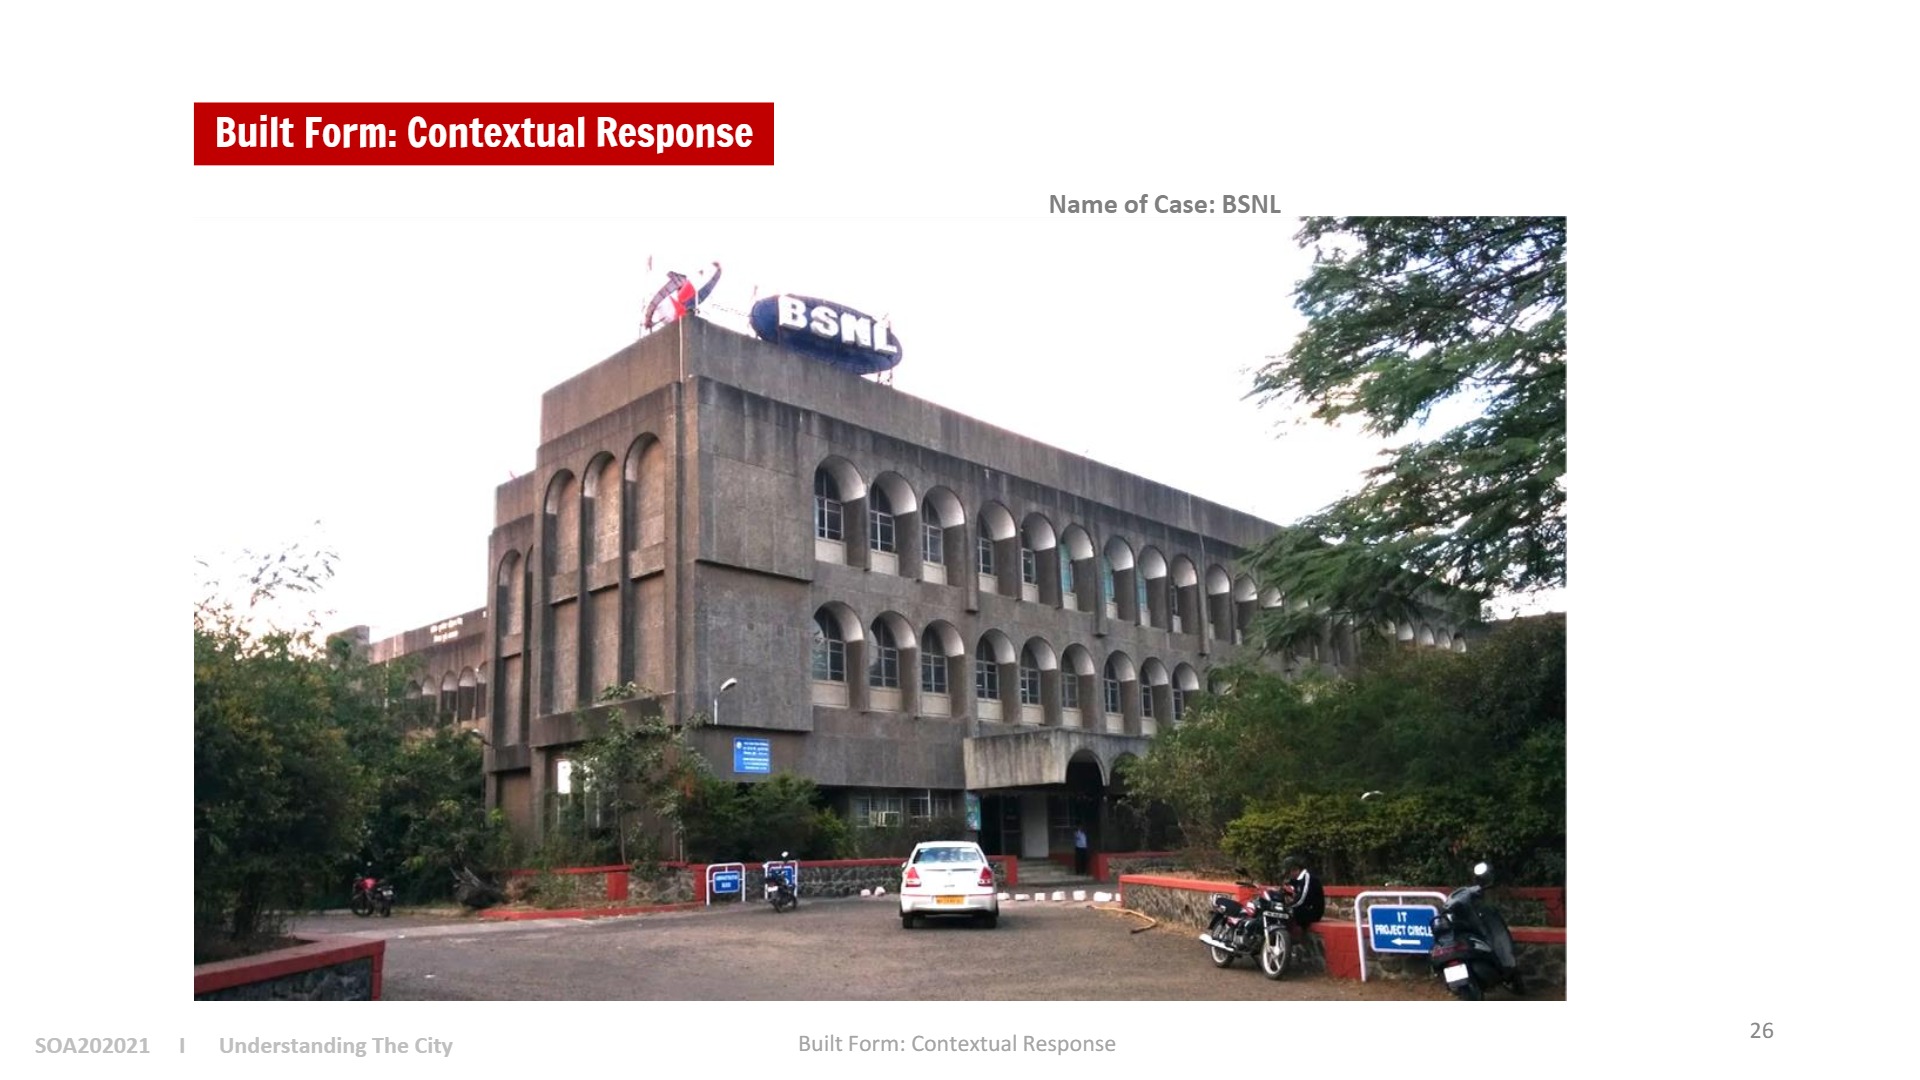 Built Form: Contextual Response
Name of Case: BSNL
BSNL
IT
PROJECT CIRCLE
SOA202021 I Understanding The City
Built Form: Contextual Response
26